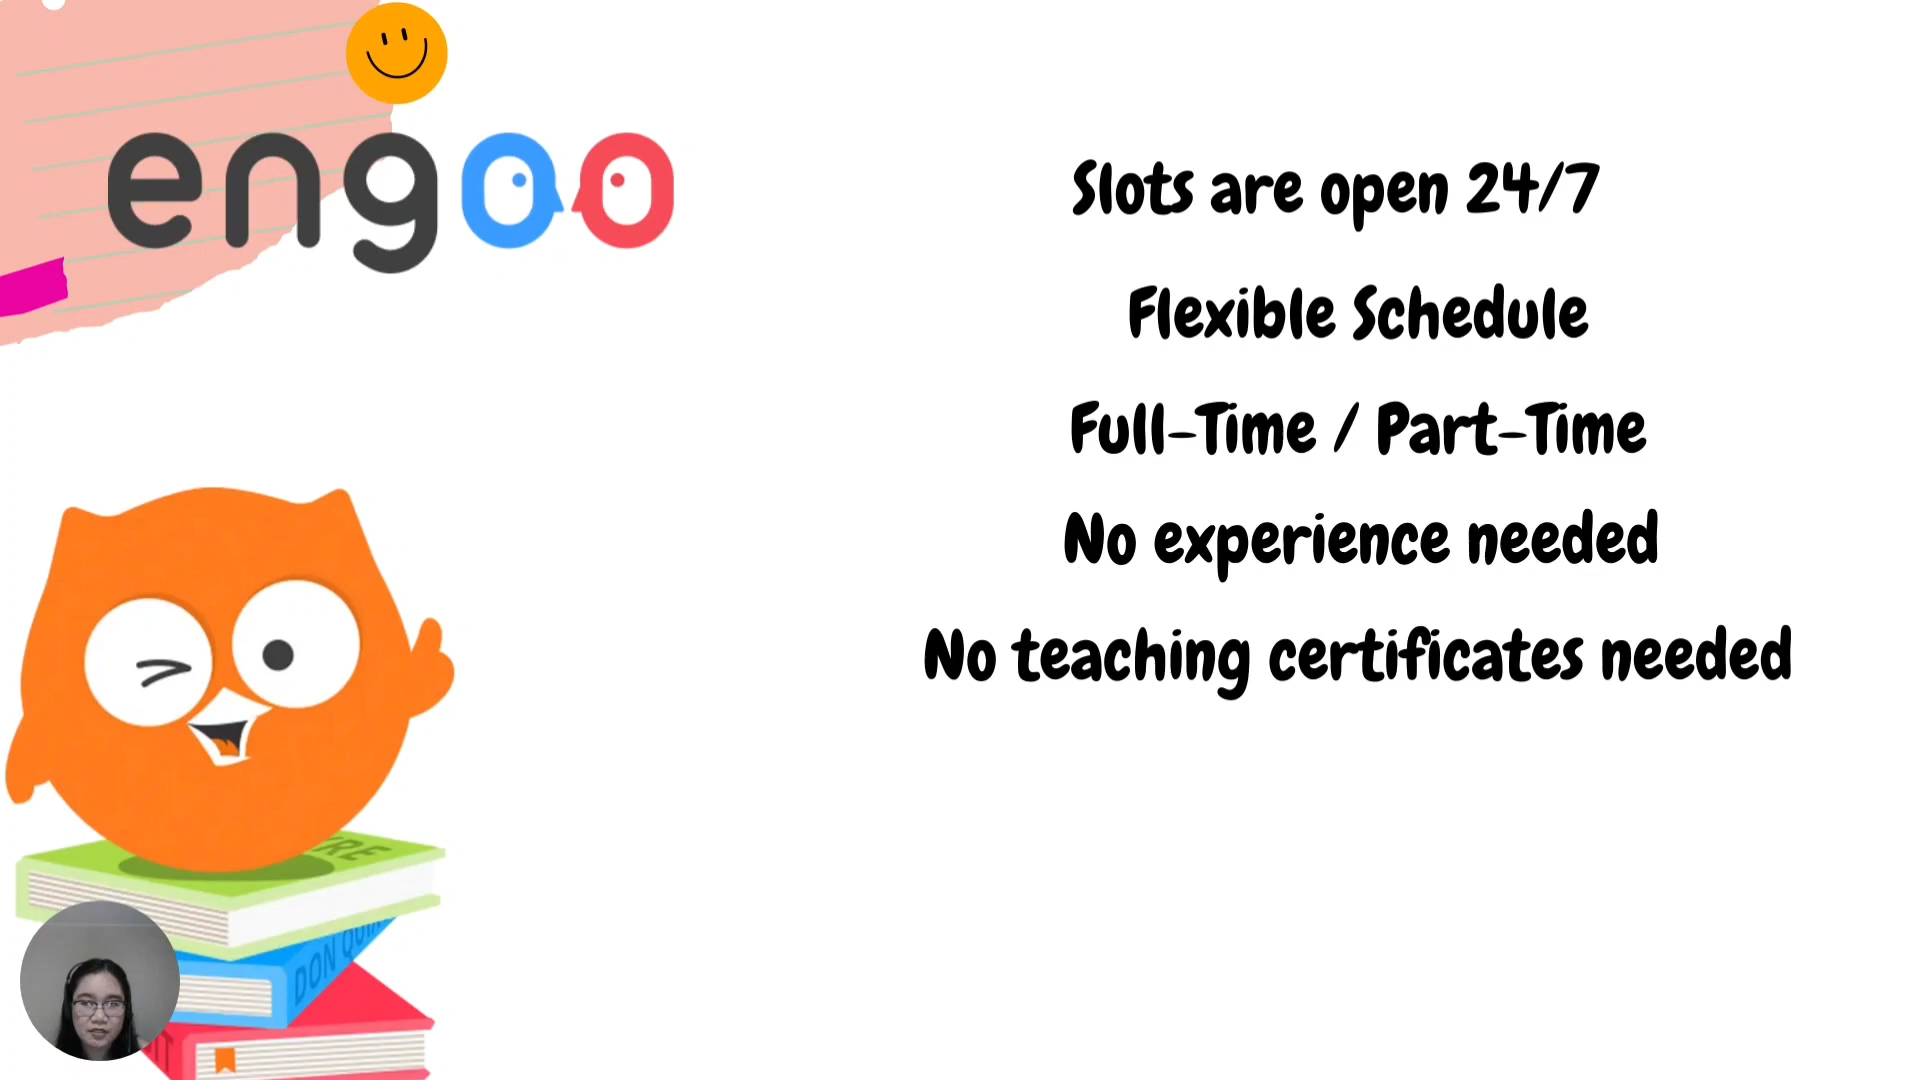 engoo
Slots are open 24/7
Flexible Schedule
Full-Time / Part-Time
No experience needed
No teaching certificates needed
DON